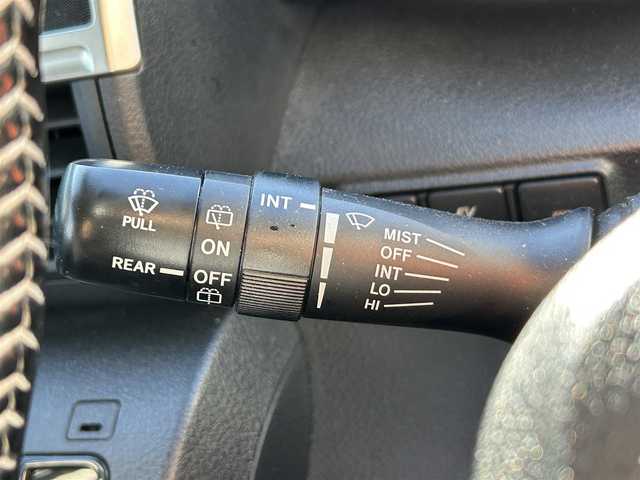 PULL
REAR
ON
OFF
INT
MIST
OFF
INT
LO
HI